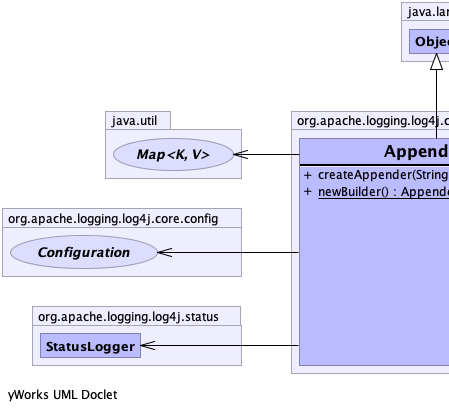 java.lan
Objec
org.apache.logging.log4j.c
java.util
Map<K, V>
Append
+ createAppender(String
+ newBuilder() : Appende
org.apache.logging.log4j.core.config
Configuration
org.apache.logging.log4j.status
StatusLogger
yWorks UML Doclet